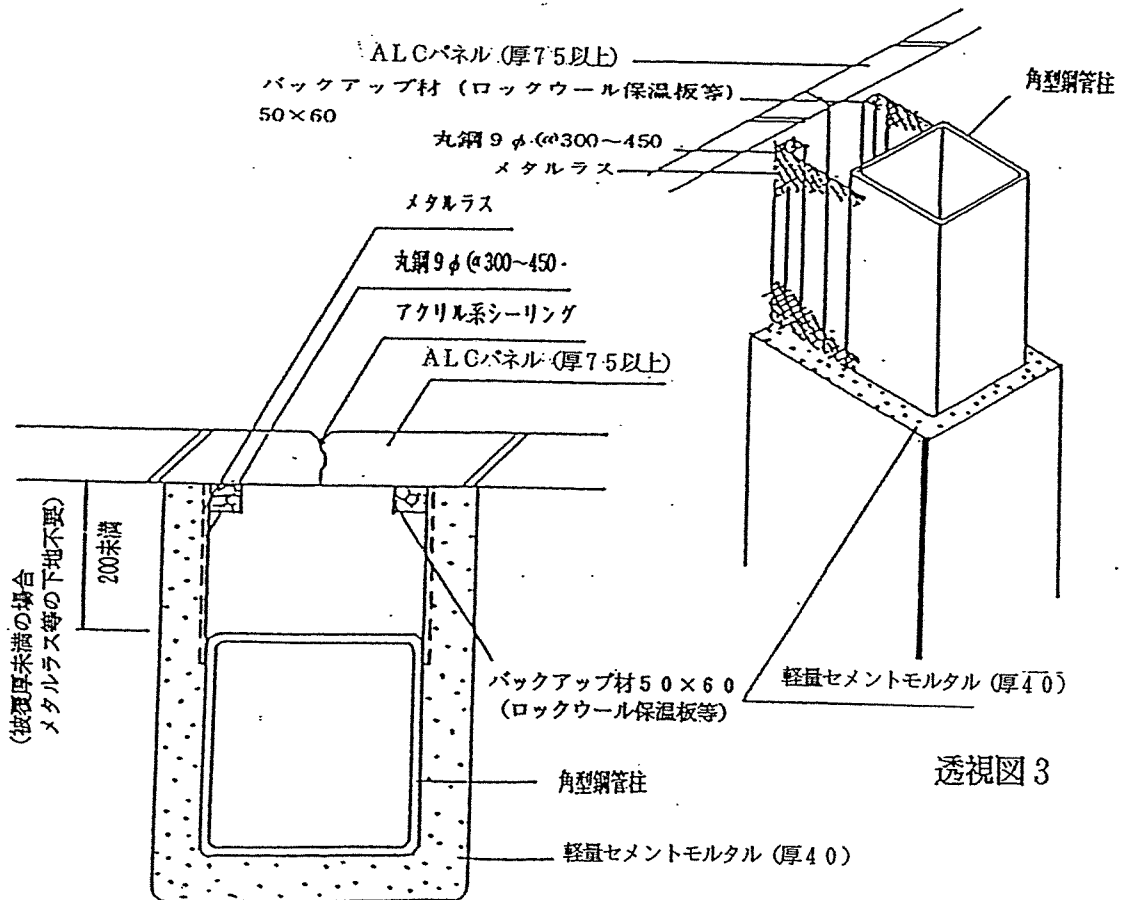 ALCパネル(厚75以上)
バックアップ材(ロックウール保温板等)
50×60
丸鋼9φ@300~450
メタルラス
角型鋼管柱
メタルラス
丸鋼9φ@300~450
アクリル系シーリング
ALCパネル(厚75以上)
200未満
(被覆厚未満の場合
メタルラス等の下地不要)
バックアップ材50×60
(ロックウール保温板等)
軽量セメントモルタル(厚40)
角型鋼管柱
透視図3
軽量セメントモルタル(厚40)